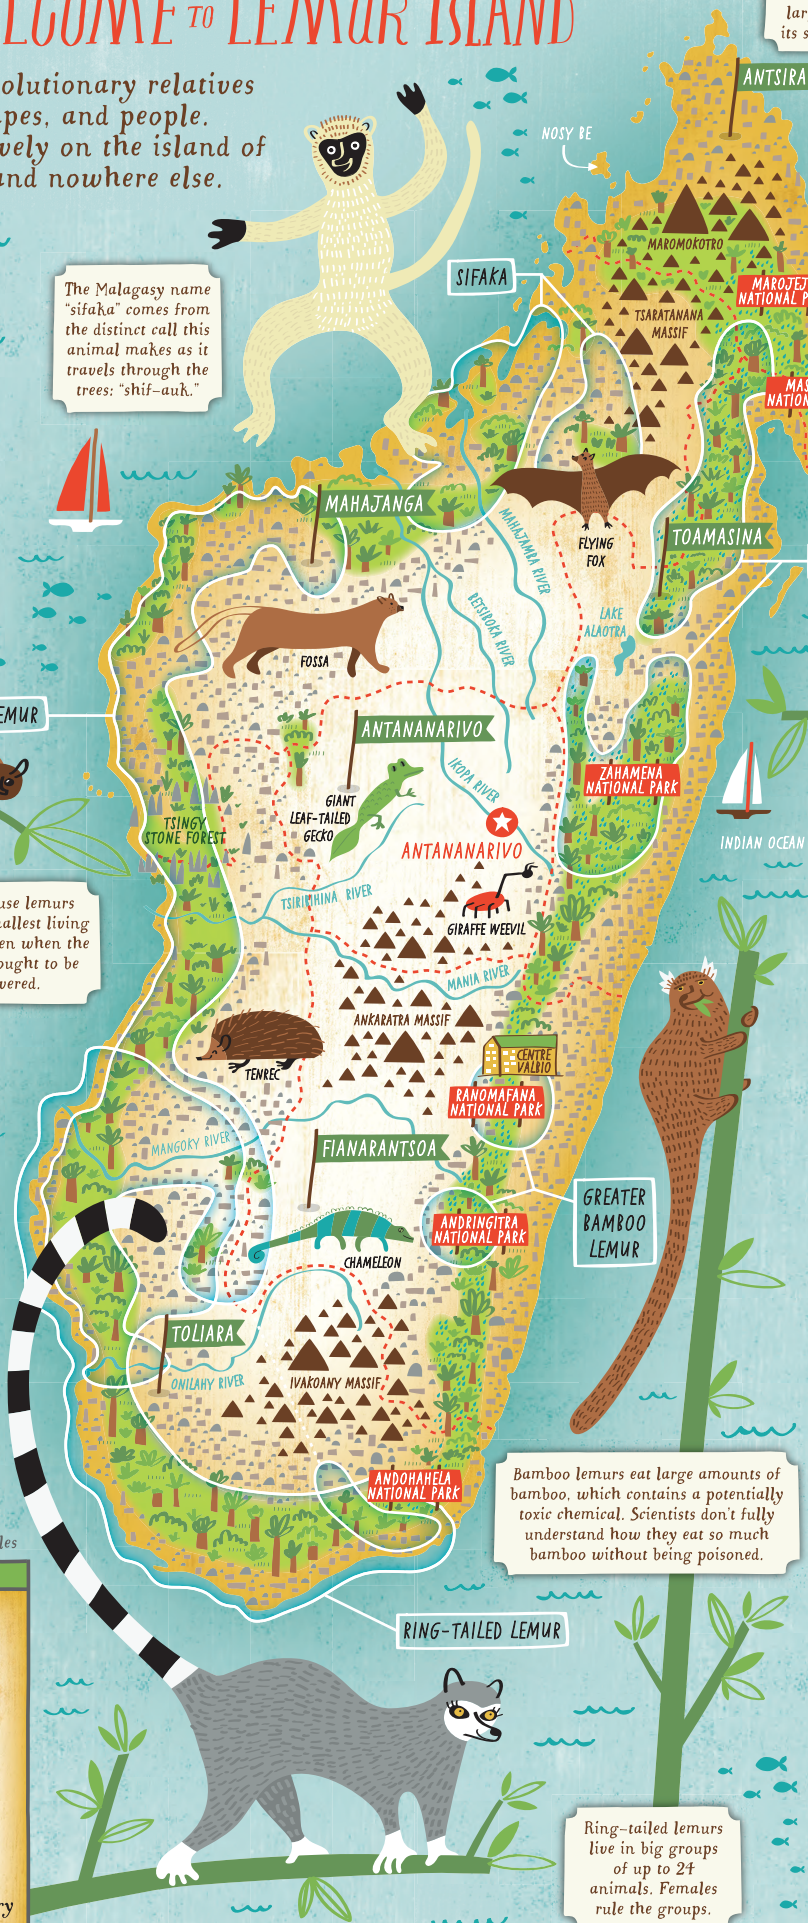 WELCOME TO LEMUR ISLAND
olutionary relatives
pes, and people.
vely on the island of
and nowhere else.
lar
its s
ANTSIRA
NOSY BE
MAROMOKOTRO
SIFAKA
MAROJEJ
NATIONAL P
The Malagasy name
“sifaka” comes from
the distinct call this
animal makes as it
travels through the
trees: “shif-auk.”
TSARATANANA
MASSIF
MAS
NATION
MAHAJANGA
MAHAJAMBA RIVER
FLYING
FOX
TOAMASINA
BETSIBOKA RIVER
LAKE
ALAOTRA
FOSSA
EMUR
ANTANANARIVO
IKOPA RIVER
ZAHAMENA
NATIONAL PARK
GIANT
LEAF-TAILED
GECKO
TSINGY
STONE FOREST
ANTANANARIVO
INDIAN OCEAN
use lemurs
mallest living
en when the
ought to be
vered.
TSIRIBIHINA RIVER
GIRAFFE WEEVIL
MANIA RIVER
ANKARATRA MASSIF
TENREC
CENTRE
VALBIO
RANOMAFANA
NATIONAL PARK
MANGOKY RIVER
FIANARANTSOA
GREATER
BAMBOO
LEMUR
ANDRINGITRA
NATIONAL PARK
CHAMELEON
TOLIARA
ONILAHY RIVER
IVAKOANY MASSIF
ANDOHAHELA
NATIONAL PARK
Bamboo lemurs eat large amounts of
bamboo, which contains a potentially
toxic chemical. Scientists don't fully
understand how they eat so much
bamboo without being poisoned.
les
RING-TAILED LEMUR
Ring-tailed lemurs
live in big groups
of up to 24
animals. Females
rule the groups.
ry